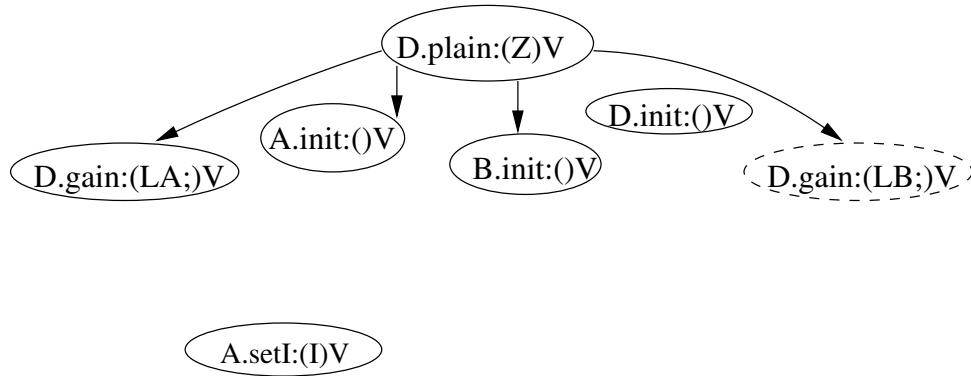 D.plain:(Z)V
D.init:()V
A.init:()V
B.init:()V
D.gain:(LA;)V
D.gain:(LB;)V
A.setI:(I)V